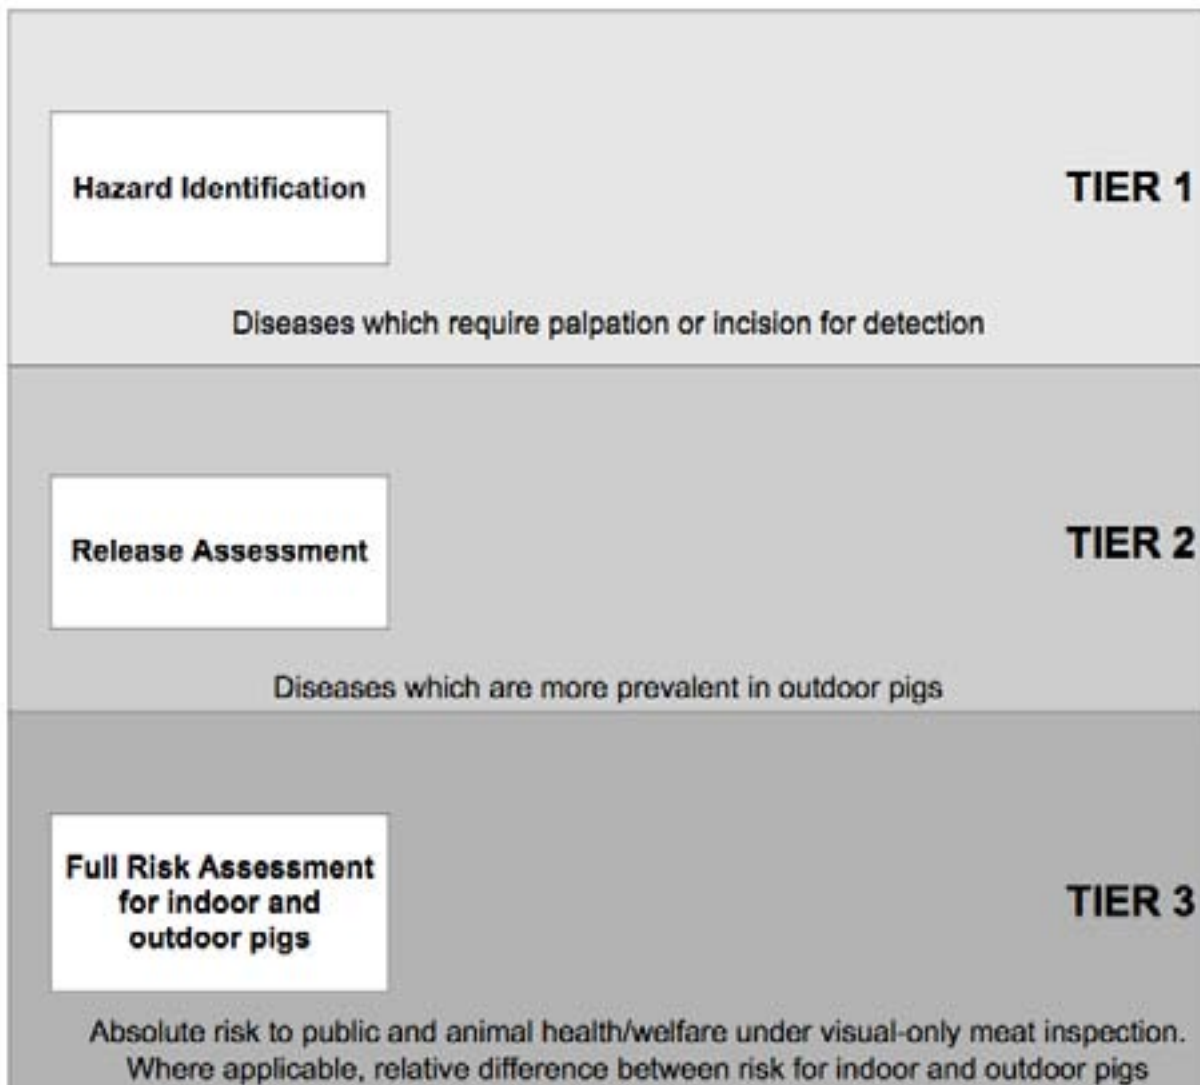 Hazard Identification
TIER 1
Diseases which require palpation or incision for detection
Release Assessment
TIER 2
Diseases which are more prevalent in outdoor pigs
Full Risk Assessment
for indoor and
outdoor pigs
TIER 3
Absolute risk to public and animal health/welfare under visual-only meat inspection.
Where applicable, relative difference between risk for indoor and outdoor pigs